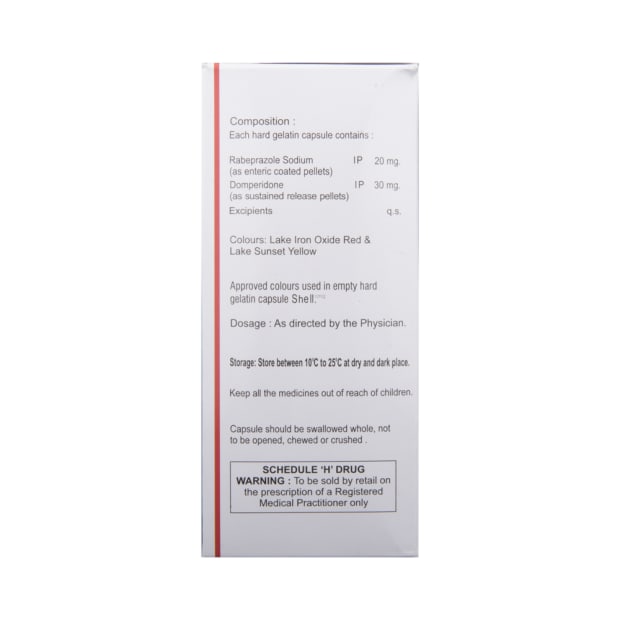 Composition :
Each hard gelatin capsule contains :
Rabeprazole Sodium IP 20 mg.
(as enteric coated pellets)
Domperidone IP 30 mg.
(as sustained release pellets)
Excipients q.s.
Colours: Lake Iron Oxide Red &
Lake Sunset Yellow
Approved colours used in empty hard
gelatin capsule Shell.
Dosage : As directed by the Physician.
Storage: Store between 10°C to 25°C at dry and dark place.
Keep all the medicines out of reach of children.
Capsule should be swallowed whole, not
to be opened, chewed or crushed .
SCHEDULE 'H' DRUG
WARNING : To be sold by retail on
the prescription of a Registered
Medical Practitioner only